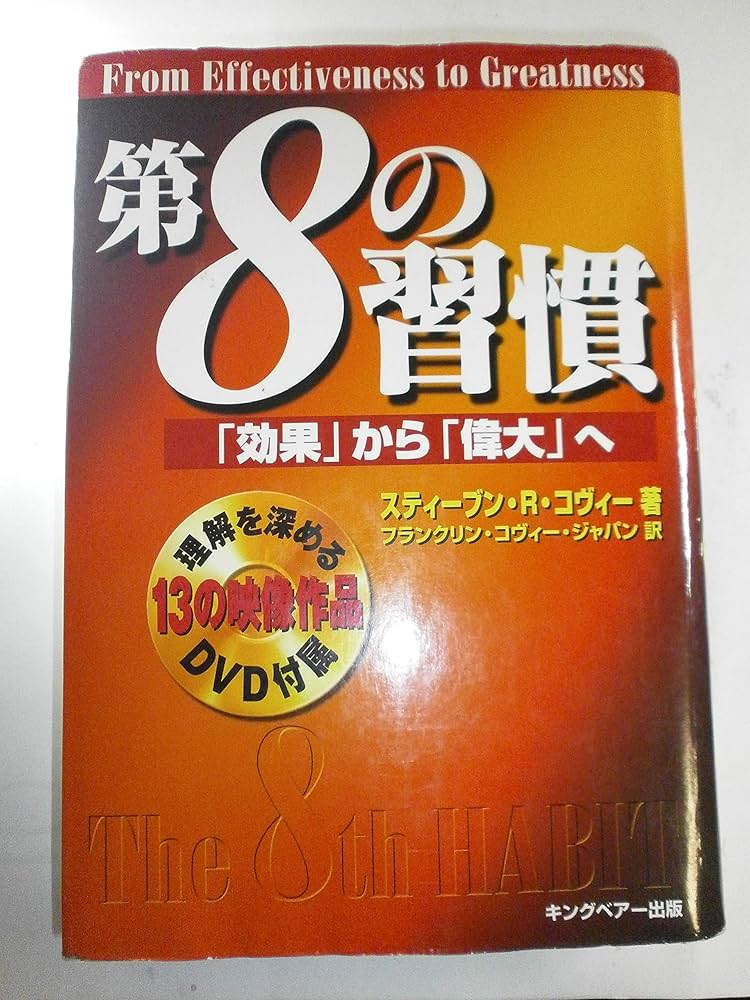 From Effectiveness to Greatness
第8の
習慣
「効果」から「偉大」へ
スティーブン・R・コヴィー 著
フランクリン・コヴィー・ジャパン 訳
理解を深める
13の映像作品
DVD付属
The 8th HABIT
キングベアー出版